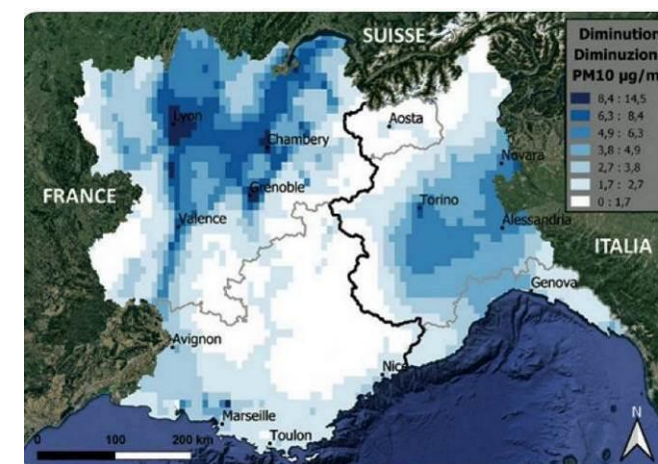 SUISSE
Diminution
Diminuzion
PM10 µg/m
8,4 : 14,5
6,3 : 8,4
4,9 : 6,3
3,8 : 4,9
2,7 : 3,8
1,7 : 2,7
0 : 1,7
Lyon
Aosta
Chambery
Novara
Grenoble
FRANCE
Torino
Valence
Alessandria
ITALIA
Genova
Avignon
Nice
Marseille
Toulon
N
0 100 200 km